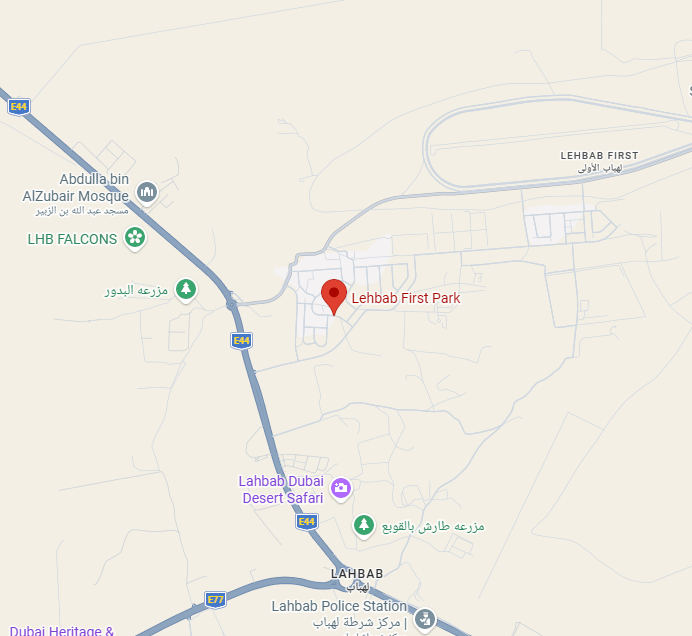 E44
LEHBAB FIRST
لهباب الأولى
Abdulla bin
AlZubair Mosque
مسجد عبد الله بن الزبير
LHB FALCONS
مزرعه البدور
Lehbab First Park
E44
Lahbab Dubai
Desert Safari
E44
مزرعه طارش بالقوبع
LAHBAB
لهباب
E77
Lahbab Police Station
| مركز شرطة لهباب
Dubai Heritage &